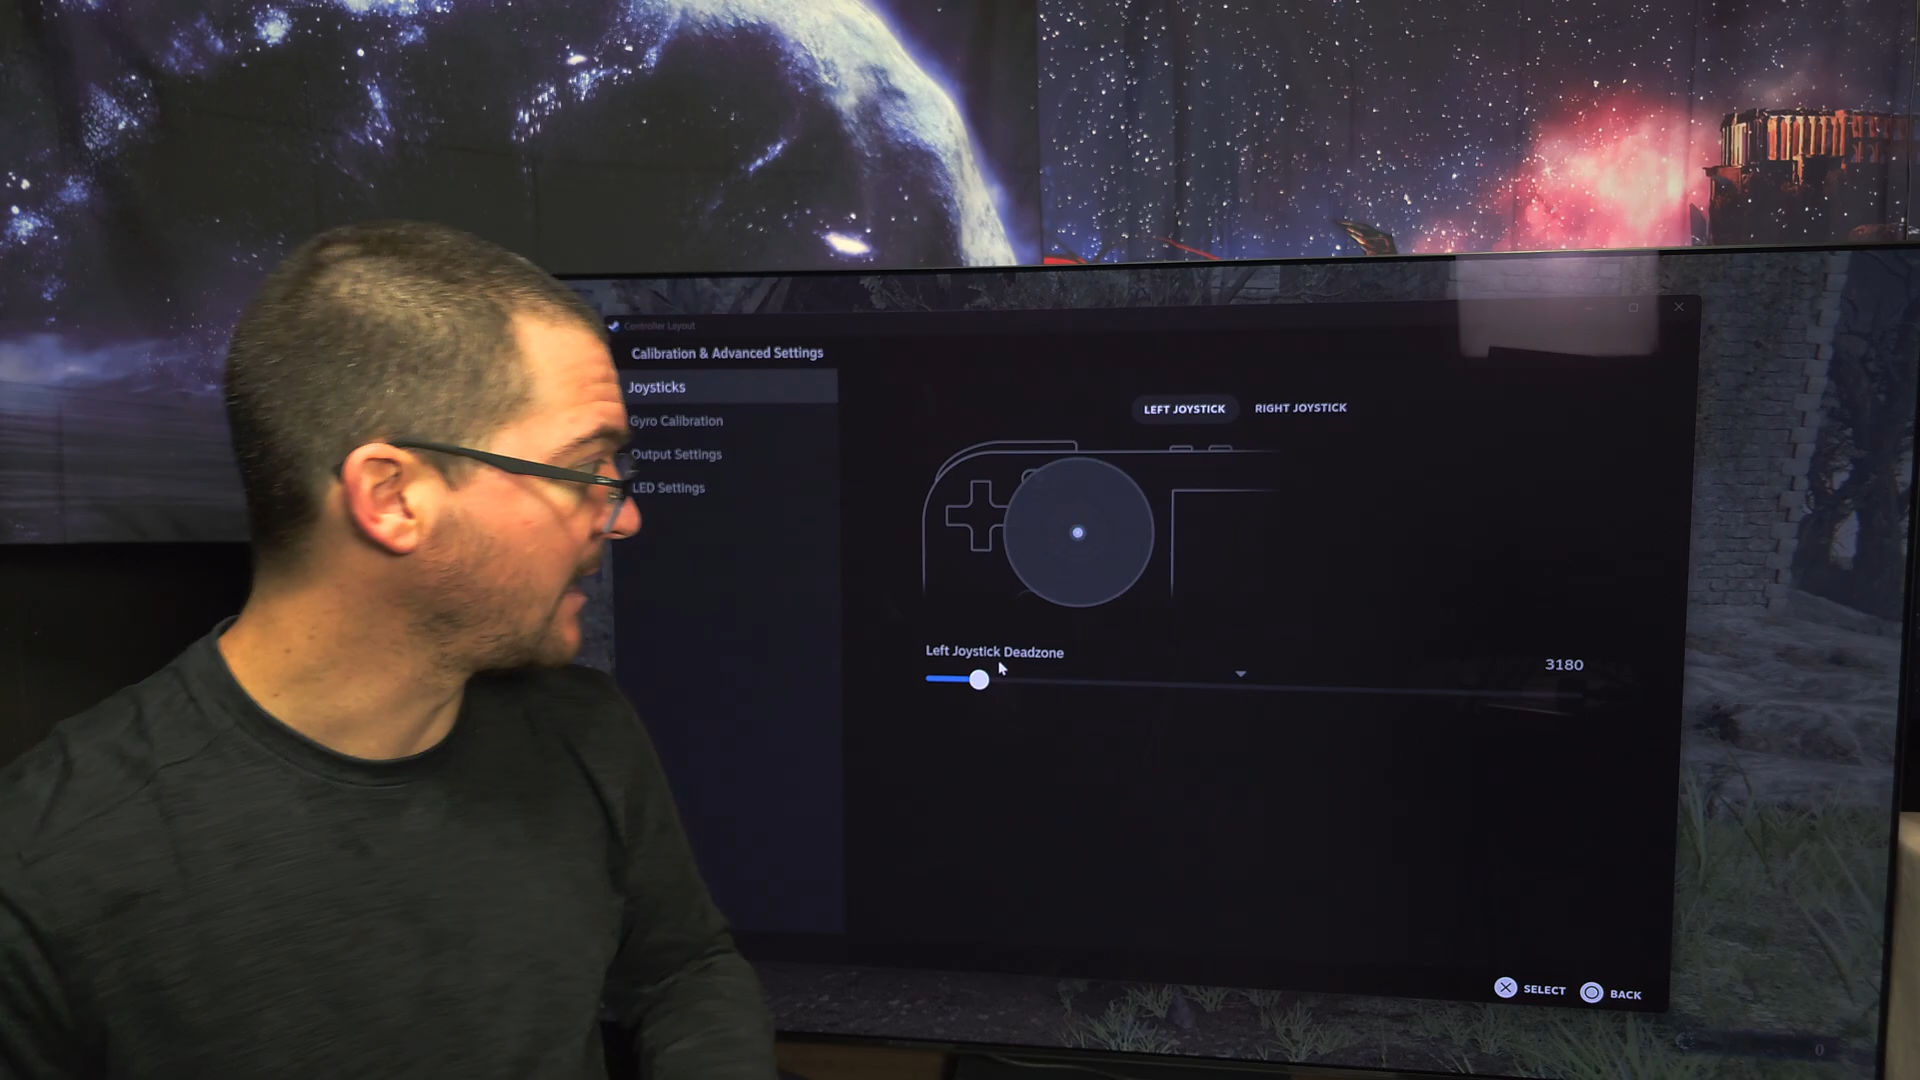 Controller Layout
Calibration & Advanced Settings
Joysticks
Gyro Calibration
Output Settings
LED Settings
LEFT JOYSTICK RIGHT JOYSTICK
Left Joystick Deadzone
3180
SELECT BACK
0